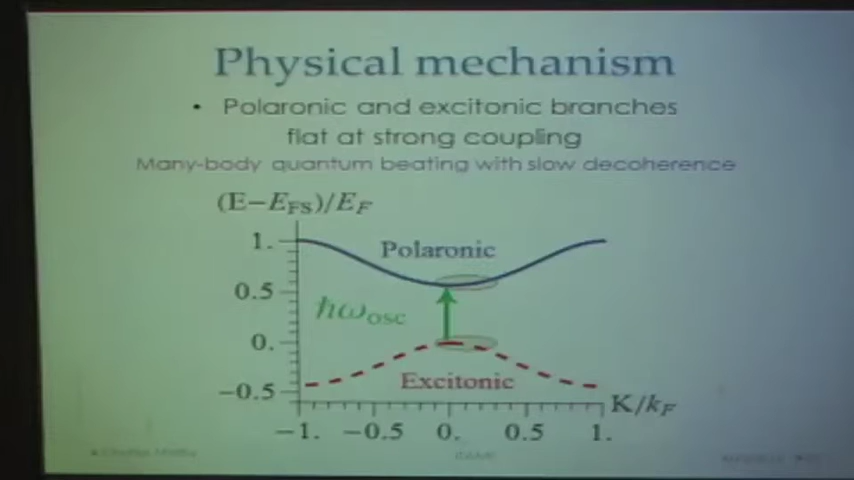 Physical mechanism
• Polaronic and excitonic branches
flat at strong coupling
Many-body quantum beating with slow decoherence
(E−E_FS)/E_F
1.
Polaronic
0.5
ħω_osc
0.
−0.5
Excitonic
K/k_F
−1. −0.5 0. 0.5 1.